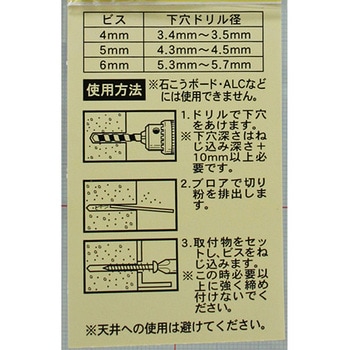 ビス 下穴ドリル径
4mm 3.4mm〜3.5mm
5mm 4.3mm〜4.5mm
6mm 5.3mm〜5.7mm
使用方法 ※石こうボード・ALCなど
には使用できません。
1.ドリルで下穴
をあけます。
※下穴深さはね
じ込み深さ＋
10mm以上必
要です。
2.ブロアで切り
粉を排出しま
す。
3.取付物をセッ
トし、ビスをね
じ込みます。
※この時必要以
上に強く締め
付けないでく
ださい。
※天井への使用は避けてください。